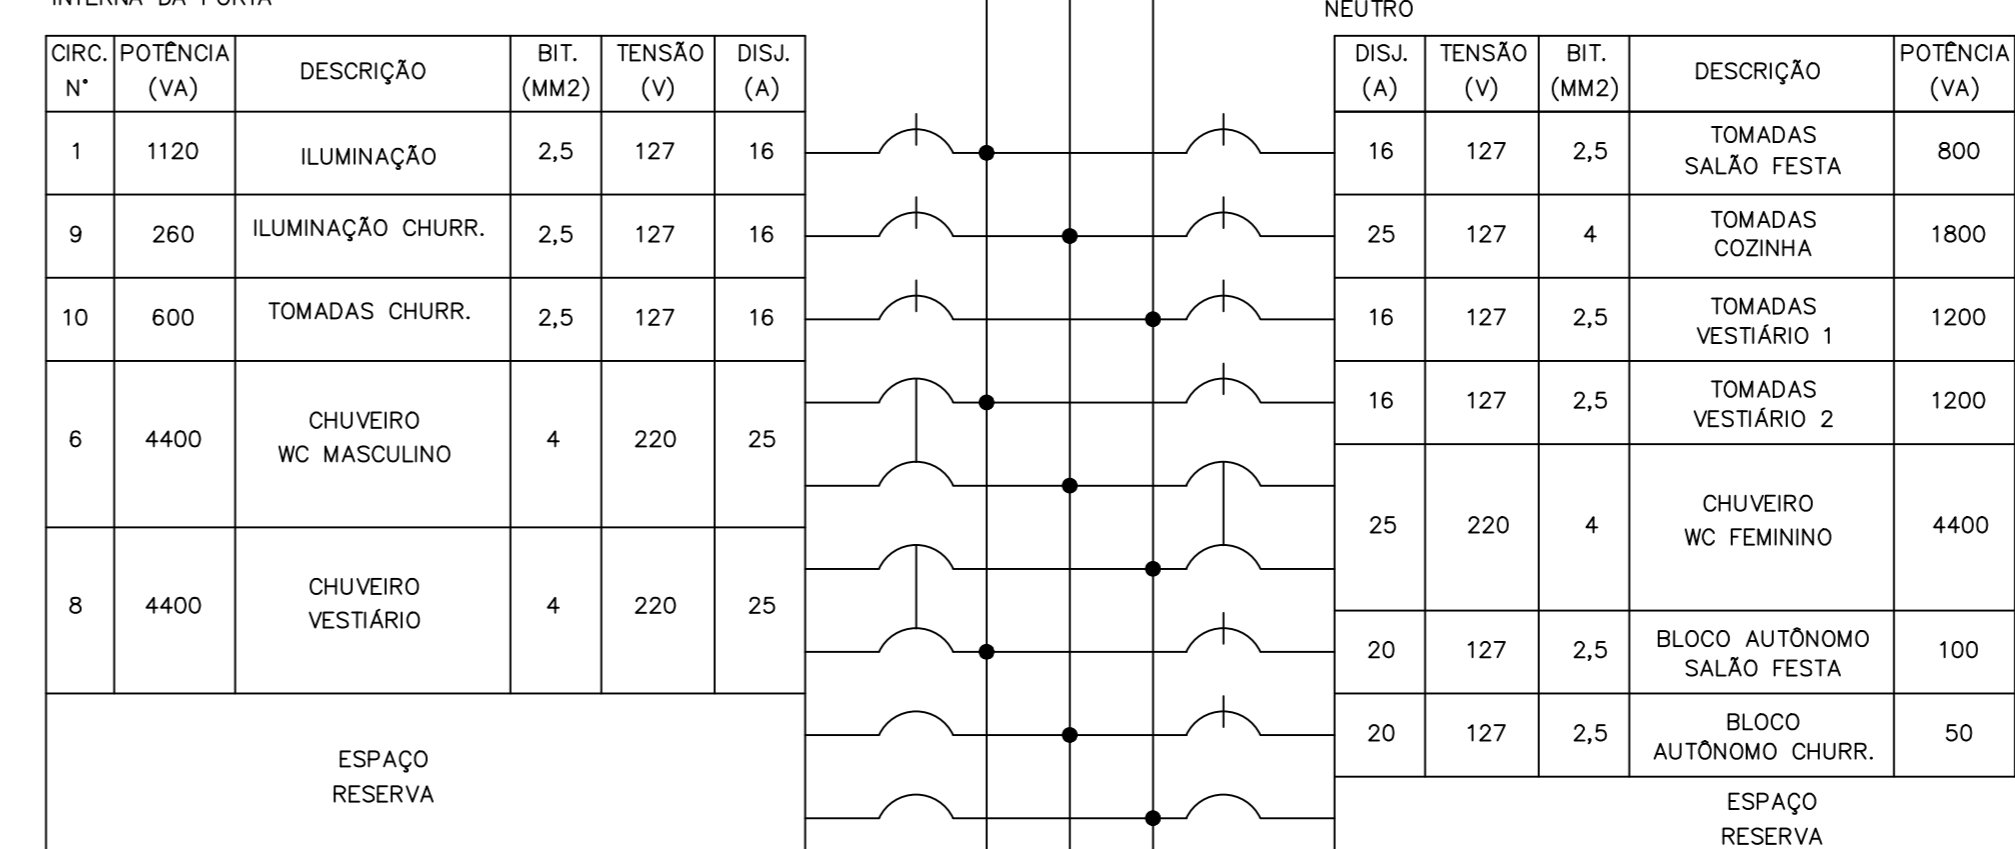 INTERNA DA PORTA
NEUTRO
CIRC. N° POTÊNCIA (VA) DESCRIÇÃO BIT. (MM2) TENSÃO (V) DISJ. (A)
1 1120 ILUMINAÇÃO 2,5 127 16
9 260 ILUMINAÇÃO CHURR. 2,5 127 16
10 600 TOMADAS CHURR. 2,5 127 16
6 4400 CHUVEIRO WC MASCULINO 4 220 25
8 4400 CHUVEIRO VESTIÁRIO 4 220 25
ESPAÇO
RESERVA
DISJ. (A) TENSÃO (V) BIT. (MM2) DESCRIÇÃO POTÊNCIA (VA)
16 127 2,5 TOMADAS SALÃO FESTA 800
25 127 4 TOMADAS COZINHA 1800
16 127 2,5 TOMADAS VESTIÁRIO 1 1200
16 127 2,5 TOMADAS VESTIÁRIO 2 1200
25 220 4 CHUVEIRO WC FEMININO 4400
20 127 2,5 BLOCO AUTÔNOMO SALÃO FESTA 100
20 127 2,5 BLOCO AUTÔNOMO CHURR. 50
ESPAÇO
RESERVA